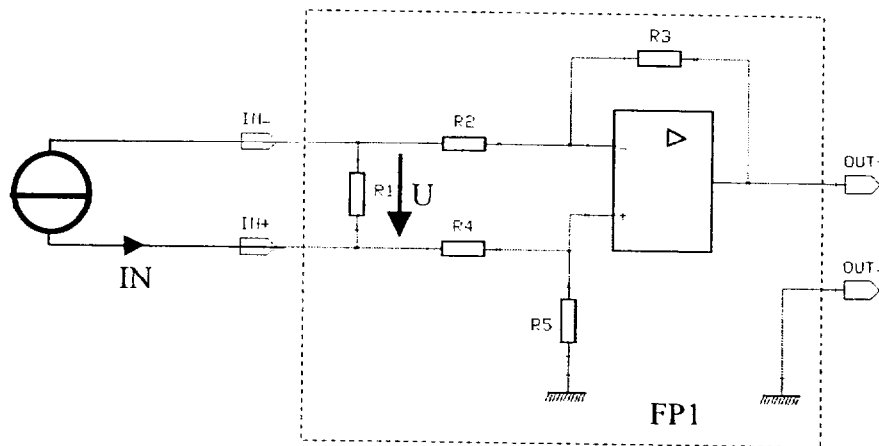 R3
IN-
R2
-
R1
U
IN+
+
R4
IN
R5
OUT+
OUT-
FP1